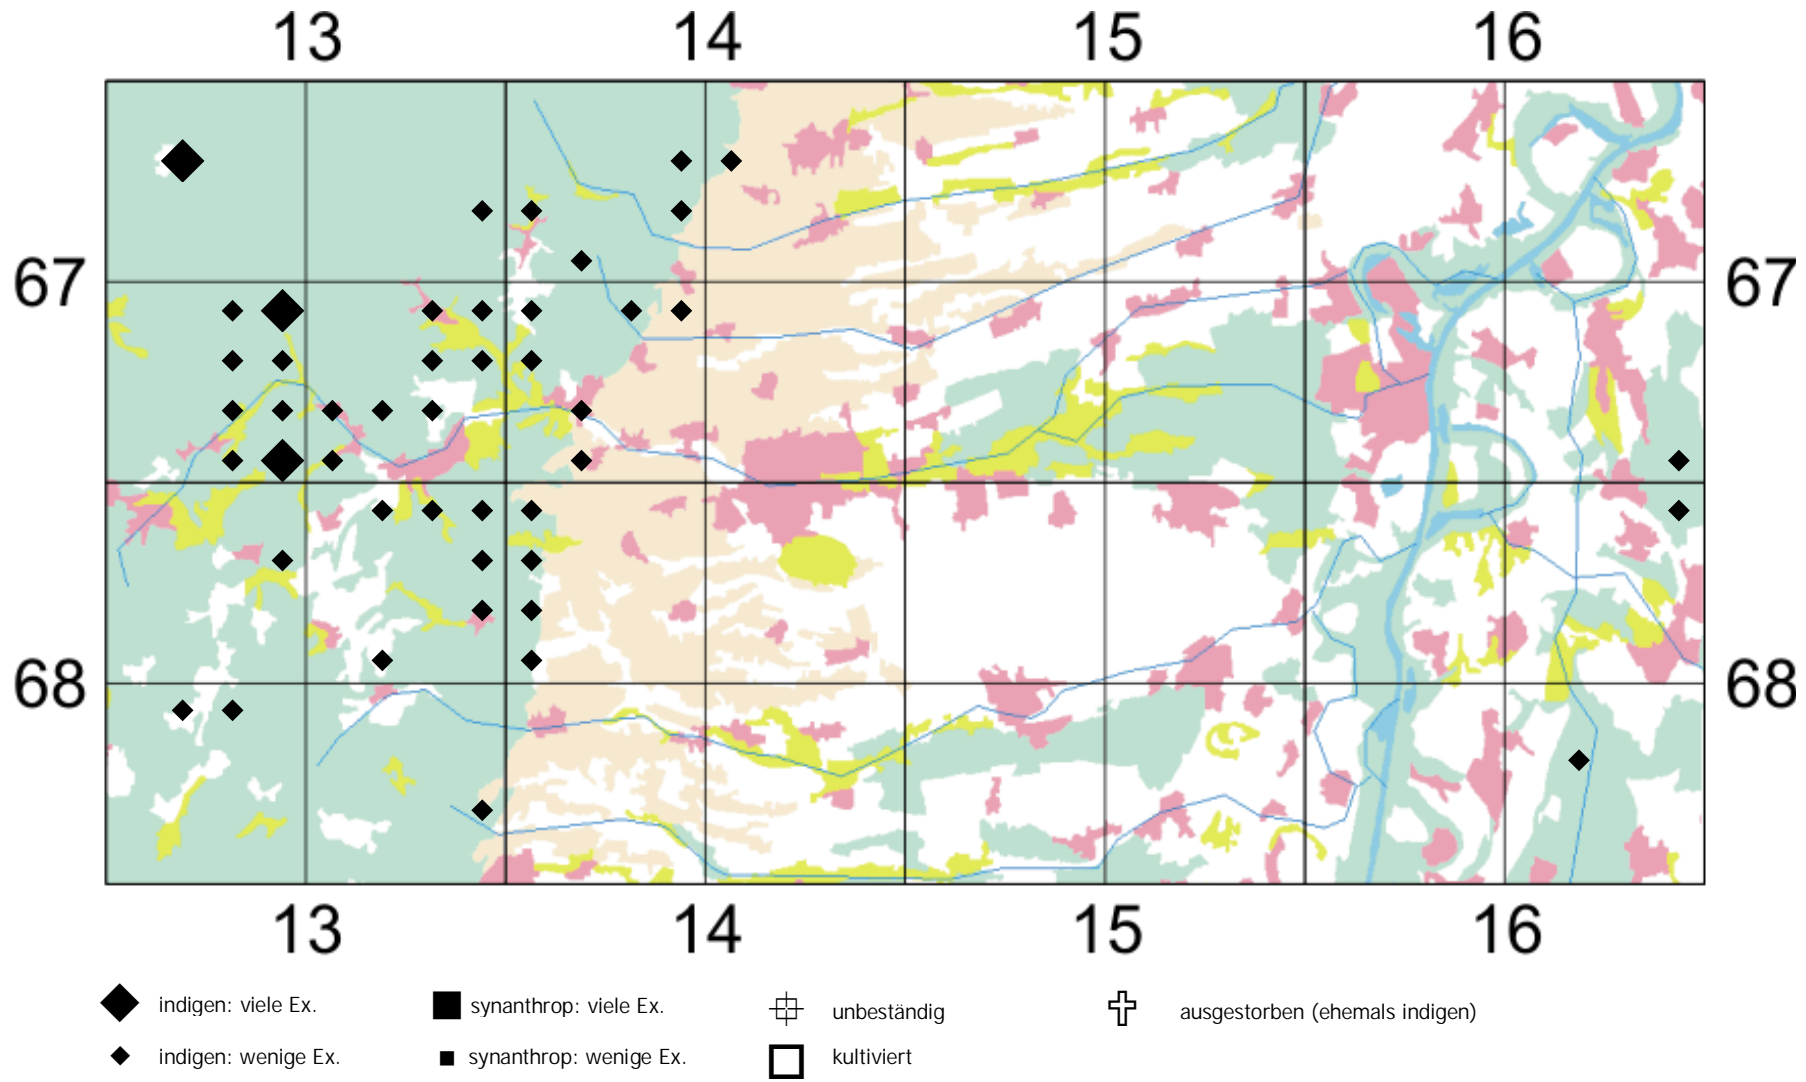 13 14 15 16
67 67
68 68
13 14 15 16
indigen: viele Ex. synanthrop: viele Ex. unbeständig ausgestorben (ehemals indigen)
indigen: wenige Ex. synanthrop: wenige Ex. kultiviert